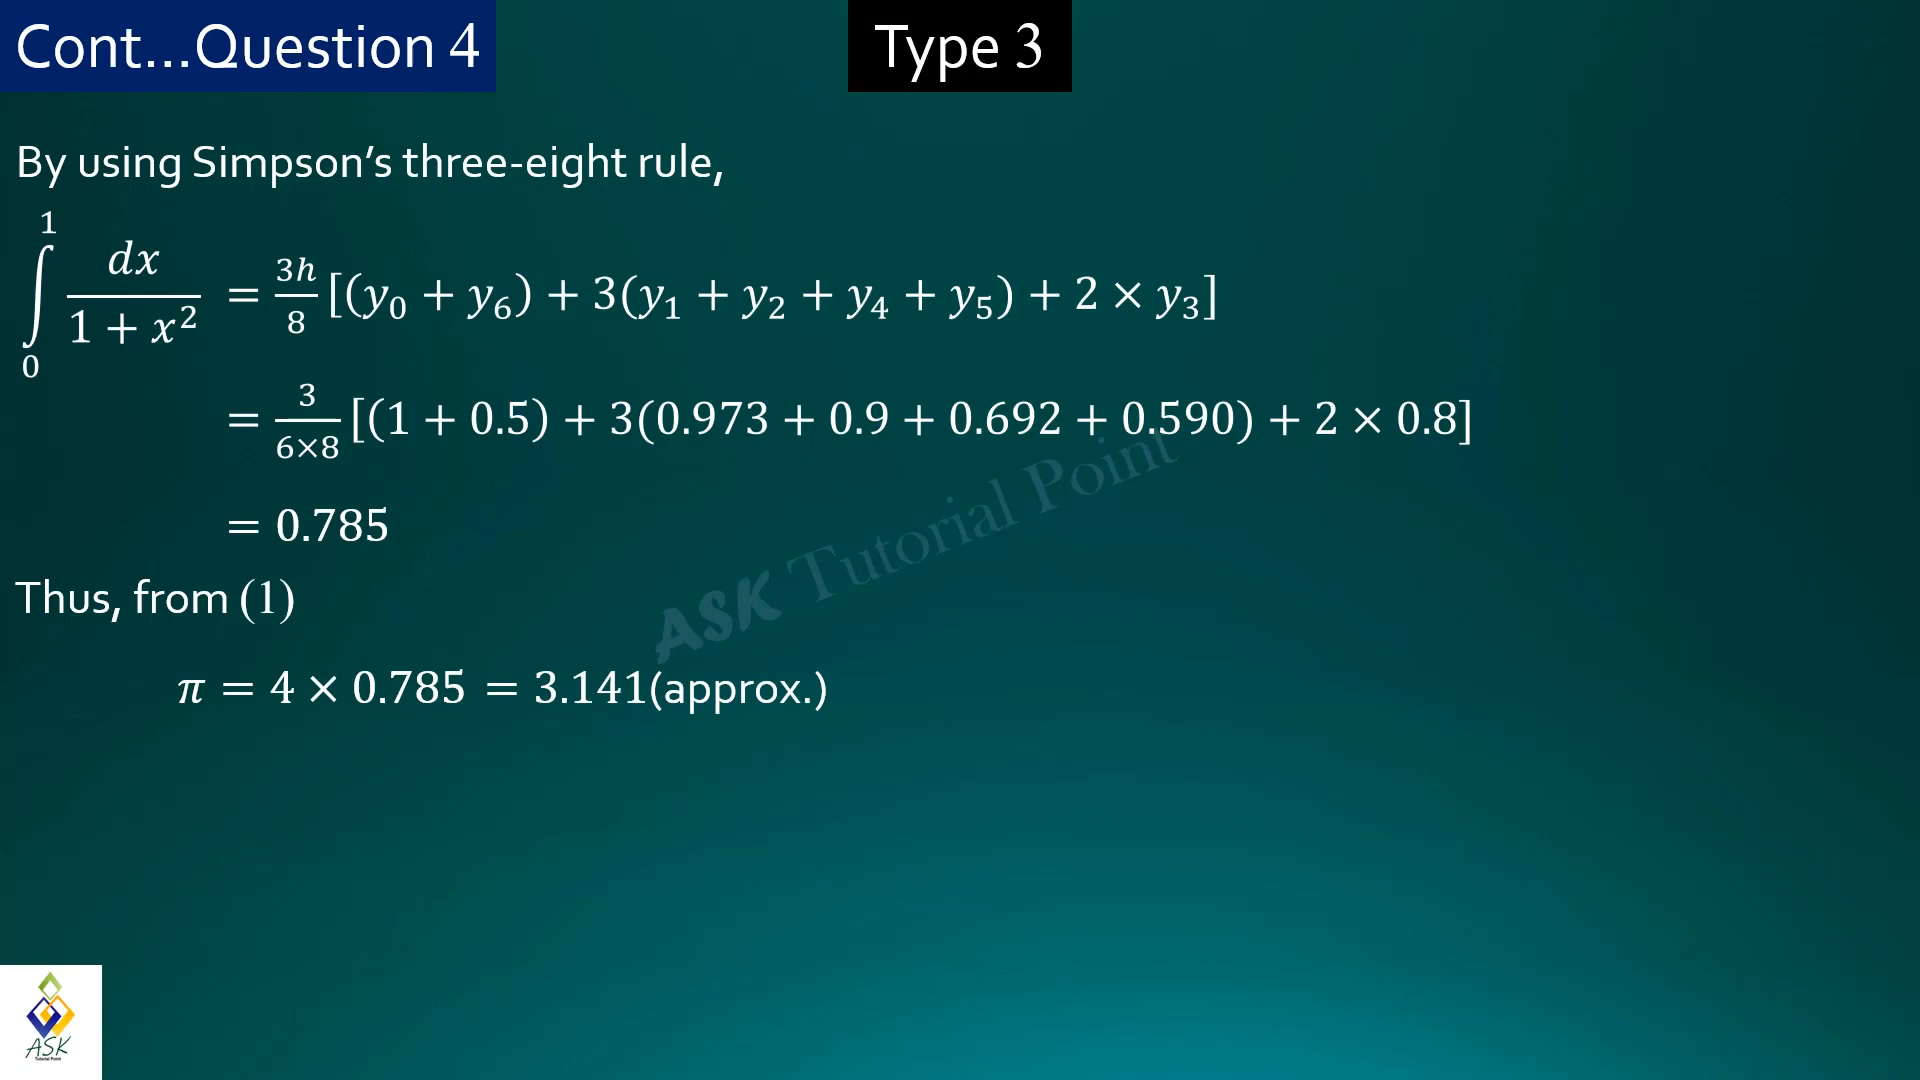 Cont...Question 4
Type 3
By using Simpson's three-eight rule,
∫₀¹ dx/(1 + x²) = 3h/8 [(y₀ + y₆) + 3(y₁ + y₂ + y₄ + y₅) + 2 × y₃]
= 3/(6×8) [(1 + 0.5) + 3(0.973 + 0.9 + 0.692 + 0.590) + 2 × 0.8]
= 0.785
Thus, from (1)
π = 4 × 0.785 = 3.141(approx.)
ASK Tutorial Point
ASK
Tutorial Point